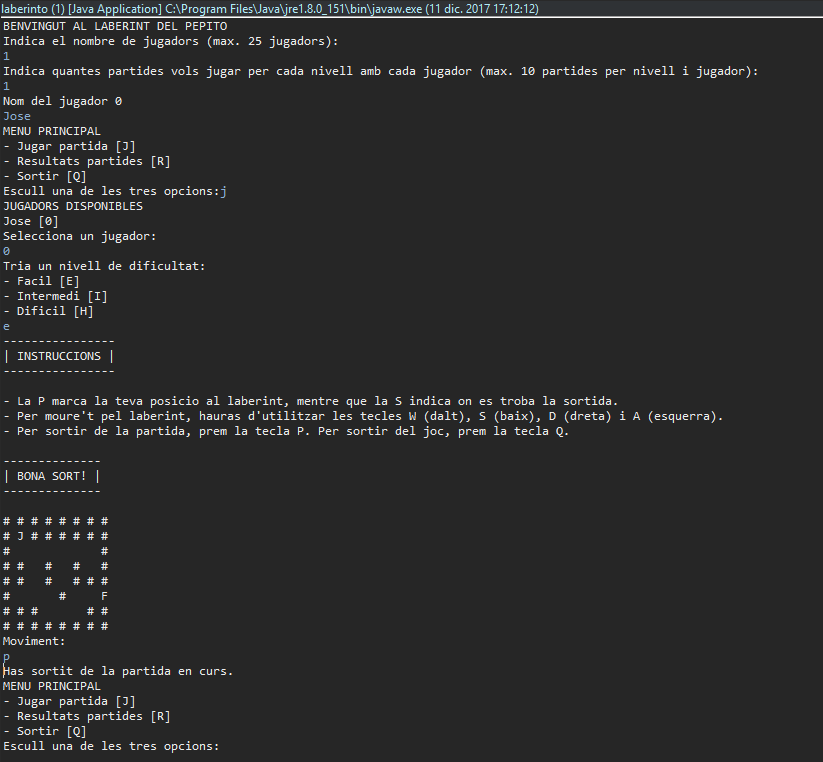 laberinto (1) [Java Application] C:\Program Files\Java\jre1.8.0_151\bin\javaw.exe (11 dic. 2017 17:12:12)
BENVINGUT AL LABERINT DEL PEPITO
Indica el nombre de jugadors (max. 25 jugadors):
1
Indica quantes partides vols jugar per cada nivell amb cada jugador (max. 10 partides per nivell i jugador):
1
Nom del jugador 0
Jose
MENU PRINCIPAL
- Jugar partida [J]
- Resultats partides [R]
- Sortir [Q]
Escull una de les tres opcions:j
JUGADORS DISPONIBLES
Jose [0]
Selecciona un jugador:
0
Tria un nivell de dificultat:
- Facil [E]
- Intermedi [I]
- Dificil [H]
e
----------------
| INSTRUCCIONS |
----------------
- La P marca la teva posicio al laberint, mentre que la S indica on es troba la sortida.
- Per moure't pel laberint, hauras d'utilitzar les tecles W (dalt), S (baix), D (dreta) i A (esquerra).
- Per sortir de la partida, prem la tecla P. Per sortir del joc, prem la tecla Q.
--------------
| BONA SORT! |
--------------
# # # # # # # #
# J # # # # # #
#             #
# #   #   #   #
# #   #   # # #
#       #     F
# # #       # #
# # # # # # # #
Moviment:
p
Has sortit de la partida en curs.
MENU PRINCIPAL
- Jugar partida [J]
- Resultats partides [R]
- Sortir [Q]
Escull una de les tres opcions: